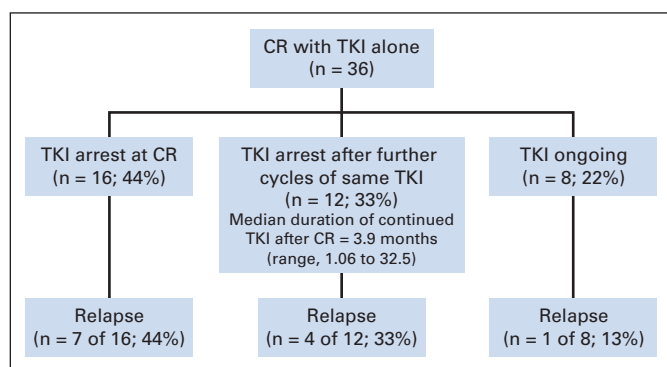 CR with TKI alone
(n = 36)
TKI arrest at CR
(n = 16; 44%)
TKI arrest after further
cycles of same TKI
(n = 12; 33%)
Median duration of continued
TKI after CR = 3.9 months
(range, 1.06 to 32.5)
TKI ongoing
(n = 8; 22%)
Relapse
(n = 7 of 16; 44%)
Relapse
(n = 4 of 12; 33%)
Relapse
(n = 1 of 8; 13%)